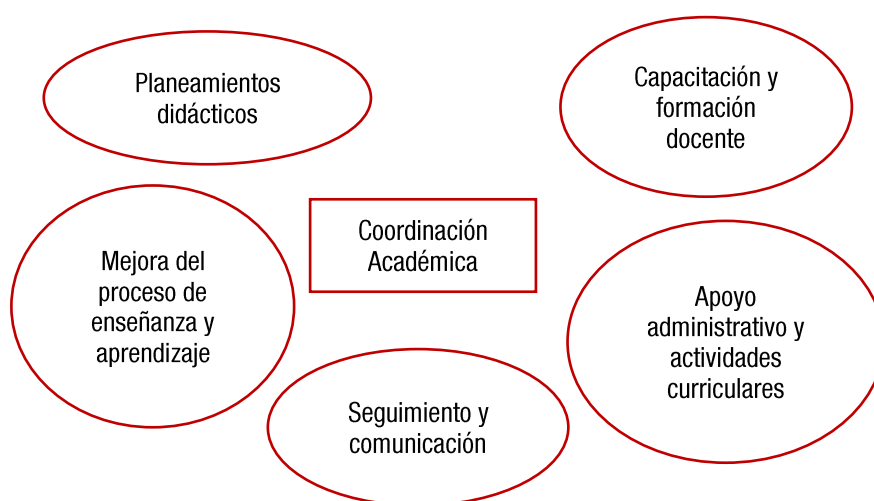 Planeamientos
didácticos
Capacitación y
formación
docente
Coordinación
Académica
Mejora del
proceso de
enseñanza y
aprendizaje
Apoyo
administrativo y
actividades
curriculares
Seguimiento y
comunicación